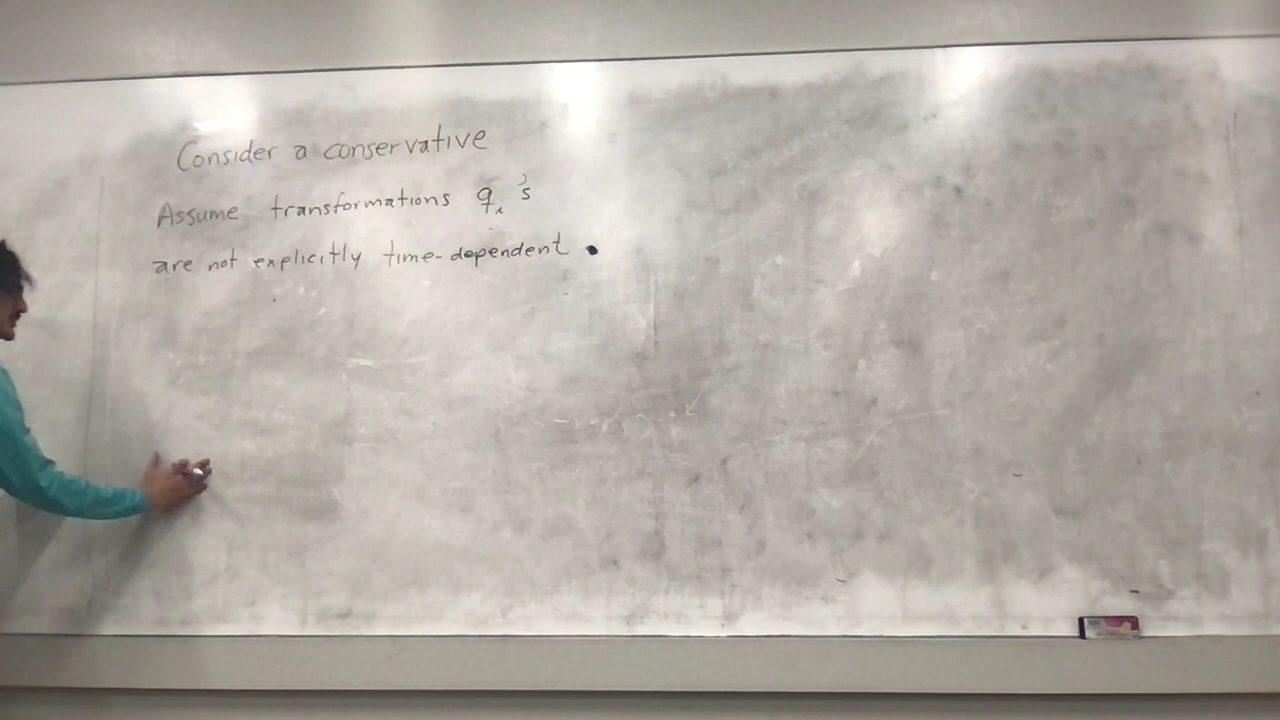 Consider a conservative
Assume transformations qᵢ's
are not explicitly time-dependent.